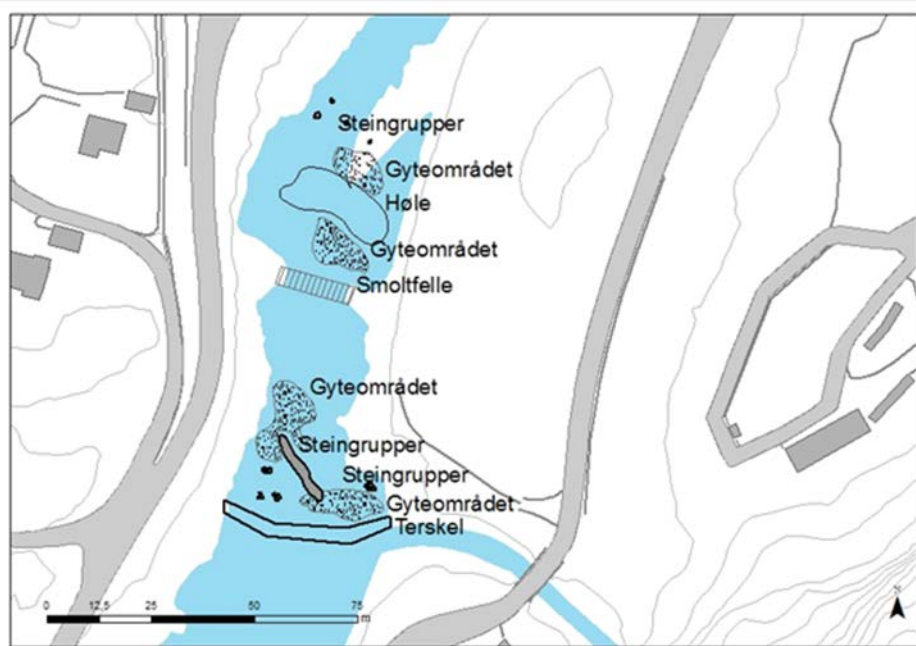 Steingrupper
Gyteområdet
Høle
Gyteområdet
Smoltfelle
Gyteområdet
Steingrupper
Steingrupper
Gyteområdet
Terskel
0 12,5 25 50 75
m